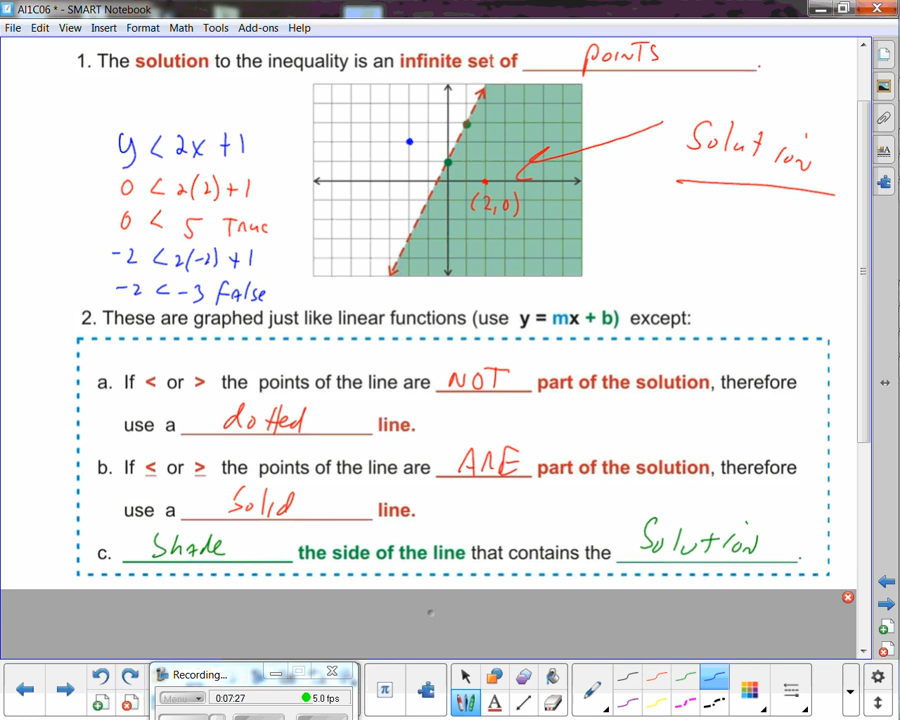 AI1C06 * - SMART Notebook
File Edit View Insert Format Math Tools Add-ons Help
1. The solution to the inequality is an infinite set of points.
y < 2x + 1
0 < 2(2) + 1
0 < 5 True
-2 < 2(-2) + 1
-2 < -3 False
(2,0)
Solution
2. These are graphed just like linear functions (use y = mx + b) except:
a. If < or > the points of the line are NOT part of the solution, therefore
use a dotted line.
b. If ≤ or ≥ the points of the line are ARE part of the solution, therefore
use a Solid line.
c. Shade the side of the line that contains the Solution.
Recording...
Menu
0:07:27
5.0 fps
π
A